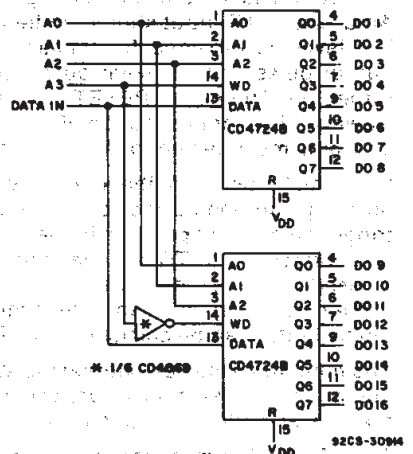 A0 1 A0 Q0 4 DO 1
A1 2 A1 Q1 5 DO 2
A2 3 A2 Q2 6 DO 3
A3 14 WD Q3 7 DO 4
DATA IN 13 DATA Q4 9 DO 5
CD4724B Q5 10 DO 6
Q6 11 DO 7
Q7 12 DO 8
R
15
VDD
1 A0 Q0 4 DO 9
2 A1 Q1 5 DO 10
3 A2 Q2 6 DO 11
* 14 WD Q3 7 DO 12
13 DATA Q4 9 DO 13
* 1/6 CD4069 CD4724B Q5 10 DO 14
Q6 11 DO 15
Q7 12 DO 16
R
15
VDD
92CS-30914